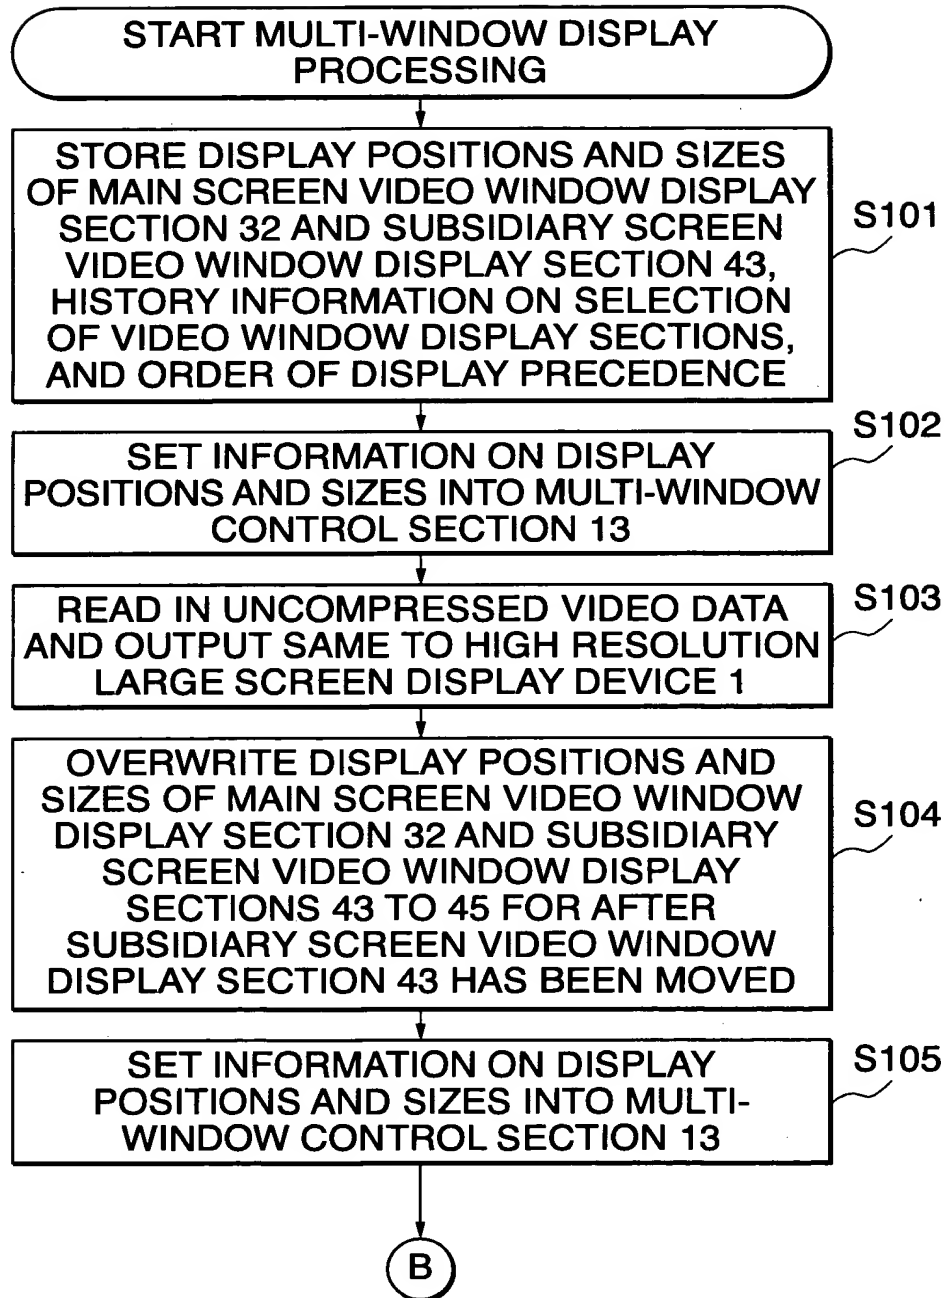 START MULTI-WINDOW DISPLAY
PROCESSING
STORE DISPLAY POSITIONS AND SIZES
OF MAIN SCREEN VIDEO WINDOW DISPLAY
SECTION 32 AND SUBSIDIARY SCREEN
VIDEO WINDOW DISPLAY SECTION 43,
HISTORY INFORMATION ON SELECTION
OF VIDEO WINDOW DISPLAY SECTIONS,
AND ORDER OF DISPLAY PRECEDENCE
S101
SET INFORMATION ON DISPLAY
POSITIONS AND SIZES INTO MULTI-WINDOW
CONTROL SECTION 13
S102
READ IN UNCOMPRESSED VIDEO DATA
AND OUTPUT SAME TO HIGH RESOLUTION
LARGE SCREEN DISPLAY DEVICE 1
S103
OVERWRITE DISPLAY POSITIONS AND
SIZES OF MAIN SCREEN VIDEO WINDOW
DISPLAY SECTION 32 AND SUBSIDIARY
SCREEN VIDEO WINDOW DISPLAY
SECTIONS 43 TO 45 FOR AFTER
SUBSIDIARY SCREEN VIDEO WINDOW
DISPLAY SECTION 43 HAS BEEN MOVED
S104
SET INFORMATION ON DISPLAY
POSITIONS AND SIZES INTO MULTI-
WINDOW CONTROL SECTION 13
S105
B